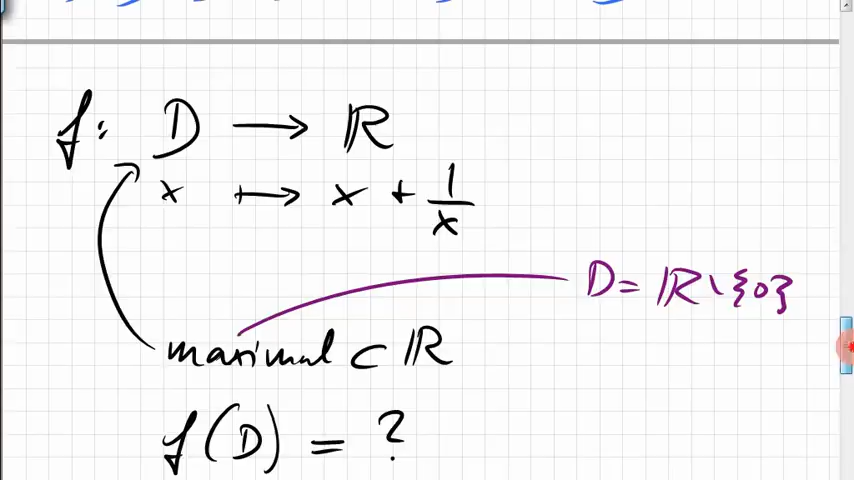 f: D → ℝ
x ↦ x + 1/x
D = ℝ \ {0}
maximal ⊂ ℝ
f(D) = ?